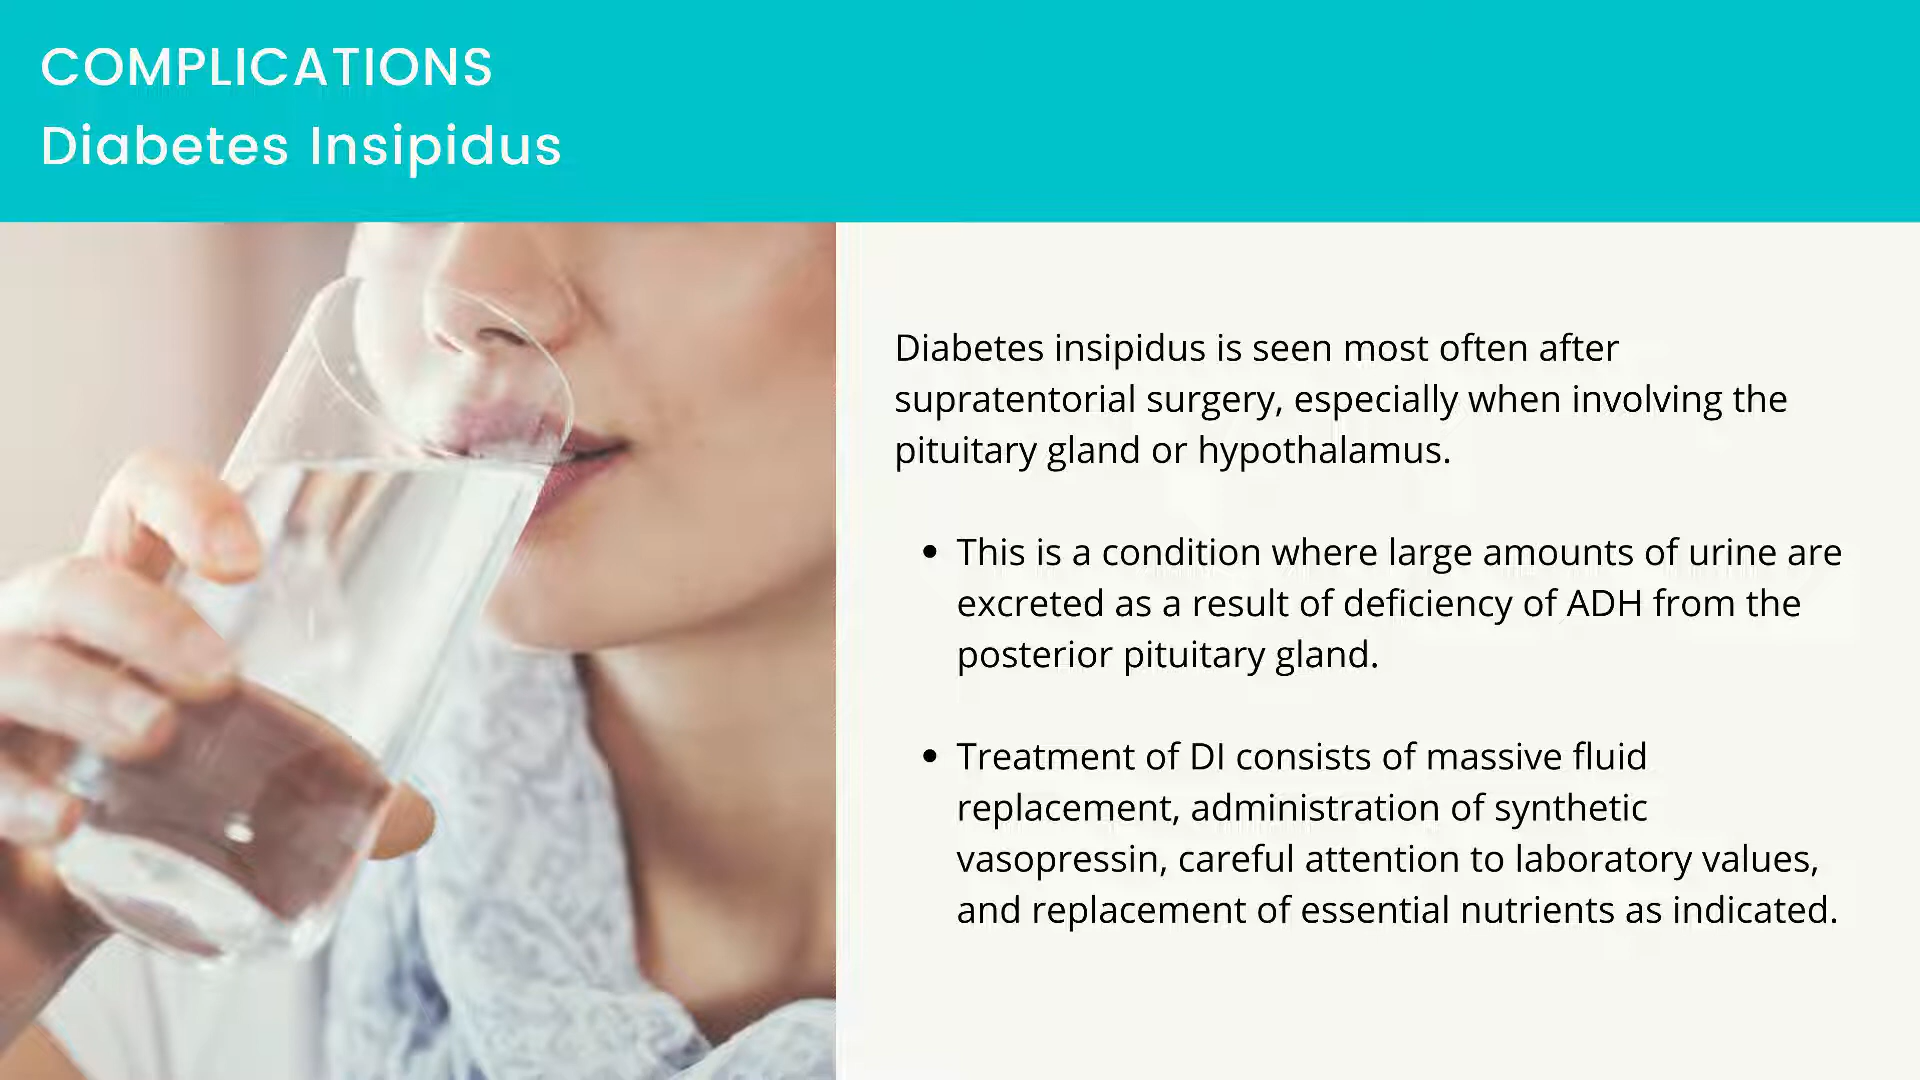 COMPLICATIONS
Diabetes Insipidus
Diabetes insipidus is seen most often after
supratentorial surgery, especially when involving the
pituitary gland or hypothalamus.
• This is a condition where large amounts of urine are
excreted as a result of deficiency of ADH from the
posterior pituitary gland.
• Treatment of DI consists of massive fluid
replacement, administration of synthetic
vasopressin, careful attention to laboratory values,
and replacement of essential nutrients as indicated.